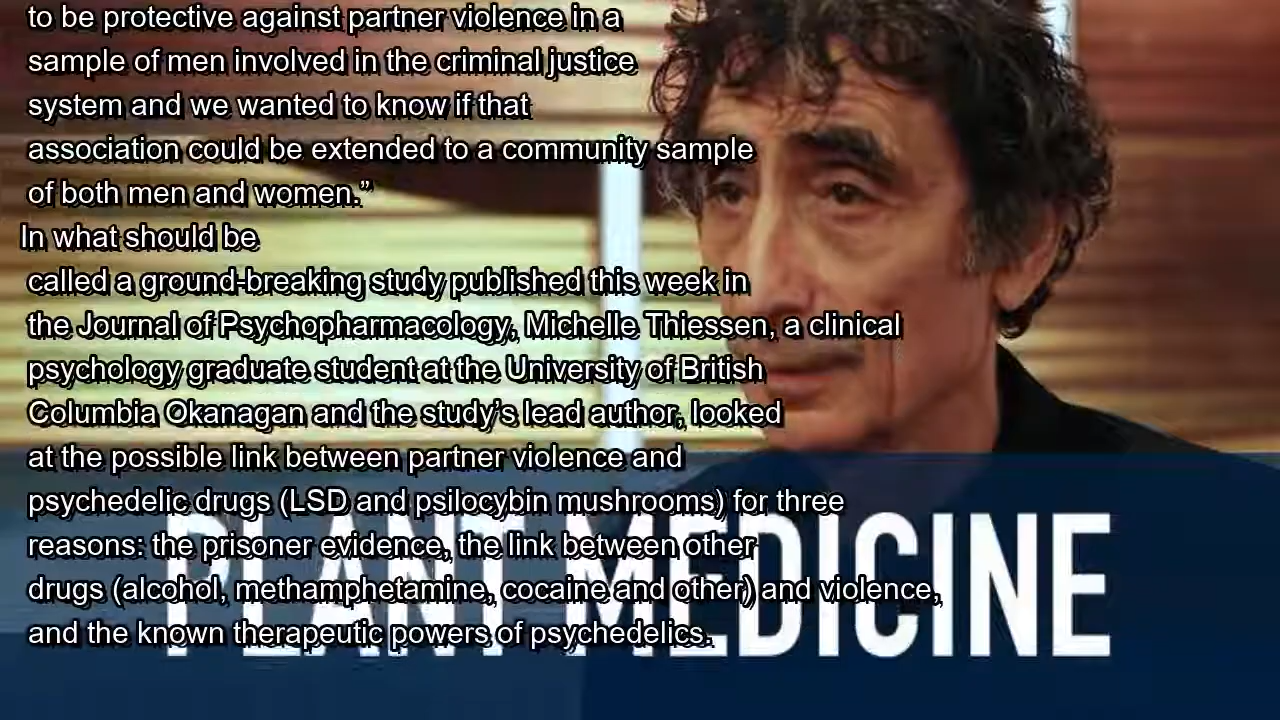 to be protective against partner violence in a
sample of men involved in the criminal justice
system and we wanted to know if that
association could be extended to a community sample
of both men and women.”
In what should be
called a ground-breaking study published this week in
the Journal of Psychopharmacology, Michelle Thiessen, a clinical
psychology graduate student at the University of British
Columbia Okanagan and the study’s lead author, looked
at the possible link between partner violence and
psychedelic drugs (LSD and psilocybin mushrooms) for three
reasons: the prisoner evidence, the link between other
drugs (alcohol, methamphetamine, cocaine and other) and violence,
and the known therapeutic powers of psychedelics.
PLANT MEDICINE